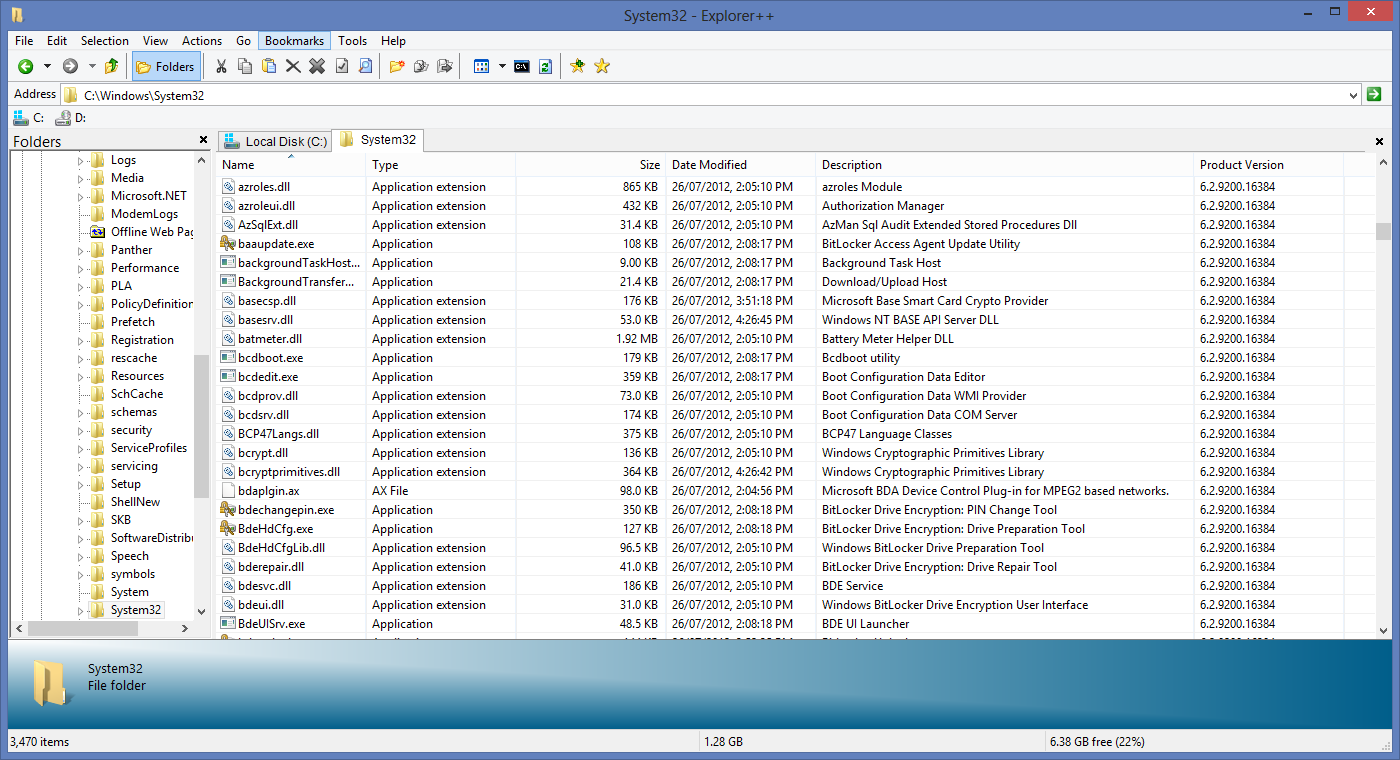 System32 - Explorer++
File Edit Selection View Actions Go Bookmarks Tools Help
Folders
Address C:\Windows\System32
C: D:
Folders
Logs
Media
Microsoft.NET
ModemLogs
Offline Web Pag
Panther
Performance
PLA
PolicyDefinition
Prefetch
Registration
rescache
Resources
SchCache
schemas
security
ServiceProfiles
servicing
Setup
ShellNew
SKB
SoftwareDistribu
Speech
symbols
System
System32
Local Disk (C:) System32
Name Type Size Date Modified Description Product Version
azroles.dll Application extension 865 KB 26/07/2012, 2:05:10 PM azroles Module 6.2.9200.16384
azroleui.dll Application extension 432 KB 26/07/2012, 2:05:10 PM Authorization Manager 6.2.9200.16384
AzSqlExt.dll Application extension 31.4 KB 26/07/2012, 2:05:10 PM AzMan Sql Audit Extended Stored Procedures Dll 6.2.9200.16384
baaupdate.exe Application 108 KB 26/07/2012, 2:08:17 PM BitLocker Access Agent Update Utility 6.2.9200.16384
backgroundTaskHost... Application 9.00 KB 26/07/2012, 2:08:17 PM Background Task Host 6.2.9200.16384
BackgroundTransfer... Application 21.4 KB 26/07/2012, 2:08:17 PM Download/Upload Host 6.2.9200.16384
basecsp.dll Application extension 176 KB 26/07/2012, 3:51:18 PM Microsoft Base Smart Card Crypto Provider 6.2.9200.16384
basesrv.dll Application extension 53.0 KB 26/07/2012, 4:26:45 PM Windows NT BASE API Server DLL 6.2.9200.16384
batmeter.dll Application extension 1.92 MB 26/07/2012, 2:05:10 PM Battery Meter Helper DLL 6.2.9200.16384
bcdboot.exe Application 179 KB 26/07/2012, 2:08:17 PM Bcdboot utility 6.2.9200.16384
bcdedit.exe Application 359 KB 26/07/2012, 2:08:17 PM Boot Configuration Data Editor 6.2.9200.16384
bcdprov.dll Application extension 73.0 KB 26/07/2012, 2:05:10 PM Boot Configuration Data WMI Provider 6.2.9200.16384
bcdsrv.dll Application extension 174 KB 26/07/2012, 2:05:10 PM Boot Configuration Data COM Server 6.2.9200.16384
BCP47Langs.dll Application extension 375 KB 26/07/2012, 2:05:10 PM BCP47 Language Classes 6.2.9200.16384
bcrypt.dll Application extension 136 KB 26/07/2012, 2:05:10 PM Windows Cryptographic Primitives Library 6.2.9200.16384
bcryptprimitives.dll Application extension 364 KB 26/07/2012, 4:26:42 PM Windows Cryptographic Primitives Library 6.2.9200.16384
bdaplgin.ax AX File 98.0 KB 26/07/2012, 2:04:56 PM Microsoft BDA Device Control Plug-in for MPEG2 based networks. 6.2.9200.16384
bdechangepin.exe Application 350 KB 26/07/2012, 2:08:18 PM BitLocker Drive Encryption: PIN Change Tool 6.2.9200.16384
BdeHdCfg.exe Application 127 KB 26/07/2012, 2:08:18 PM BitLocker Drive Encryption: Drive Preparation Tool 6.2.9200.16384
BdeHdCfgLib.dll Application extension 96.5 KB 26/07/2012, 2:05:10 PM Windows BitLocker Drive Preparation Tool 6.2.9200.16384
bderepair.dll Application extension 41.0 KB 26/07/2012, 2:05:10 PM BitLocker Drive Encryption: Drive Repair Tool 6.2.9200.16384
bdesvc.dll Application extension 186 KB 26/07/2012, 2:05:10 PM BDE Service 6.2.9200.16384
bdeui.dll Application extension 31.0 KB 26/07/2012, 2:05:10 PM Windows BitLocker Drive Encryption User Interface 6.2.9200.16384
BdeUISrv.exe Application 48.5 KB 26/07/2012, 2:08:18 PM BDE UI Launcher 6.2.9200.16384
System32
File folder
3,470 items 1.28 GB 6.38 GB free (22%)